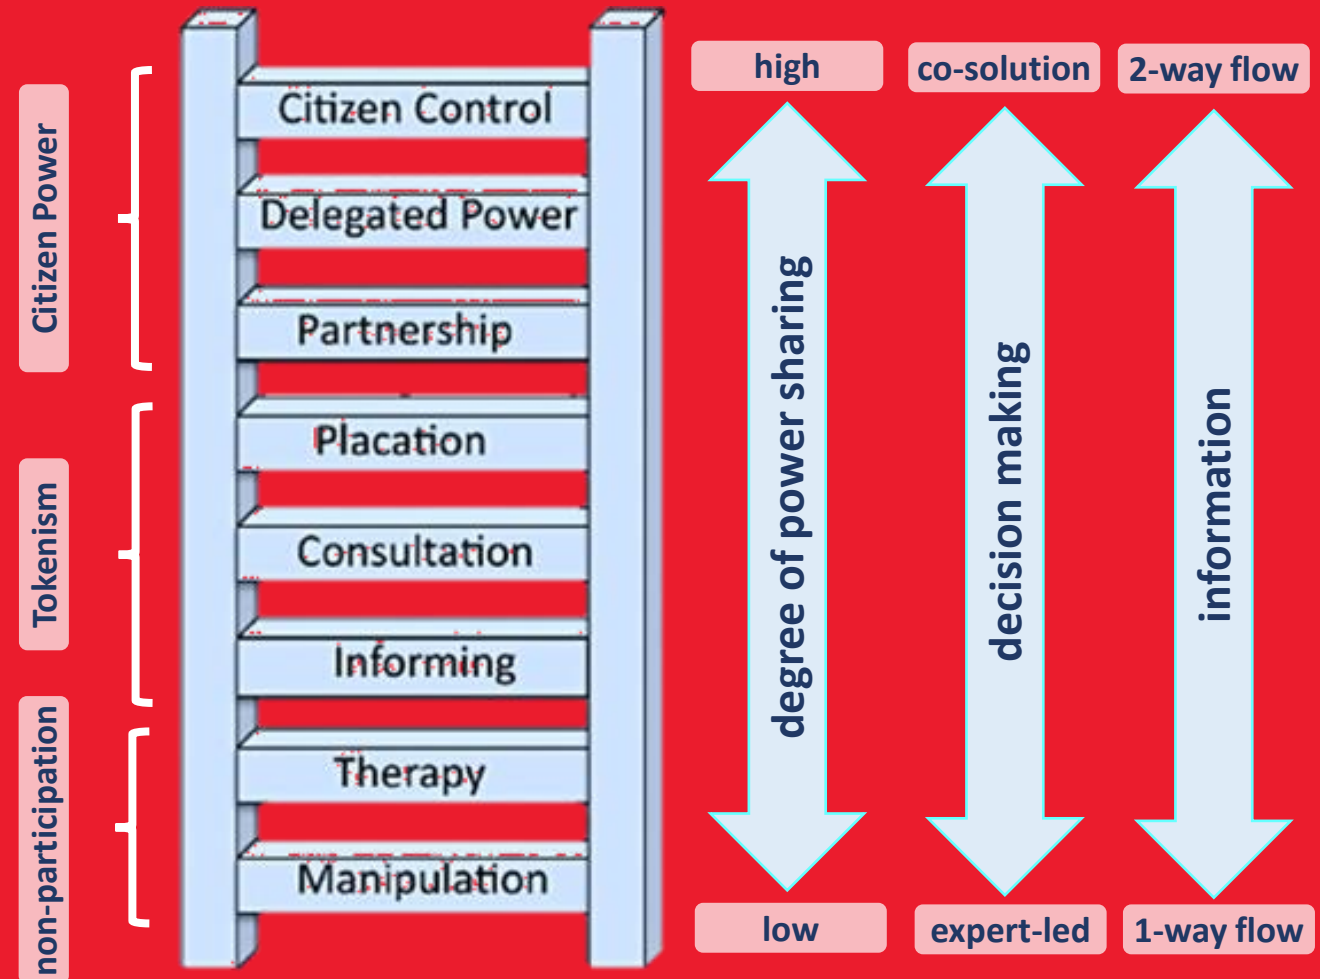 high
co-solution
2-way flow
Citizen Power
Citizen Control
Delegated Power
Partnership
Tokenism
Placation
Consultation
Informing
non-participation
Therapy
Manipulation
degree of power sharing
decision making
information
low
expert-led
1-way flow